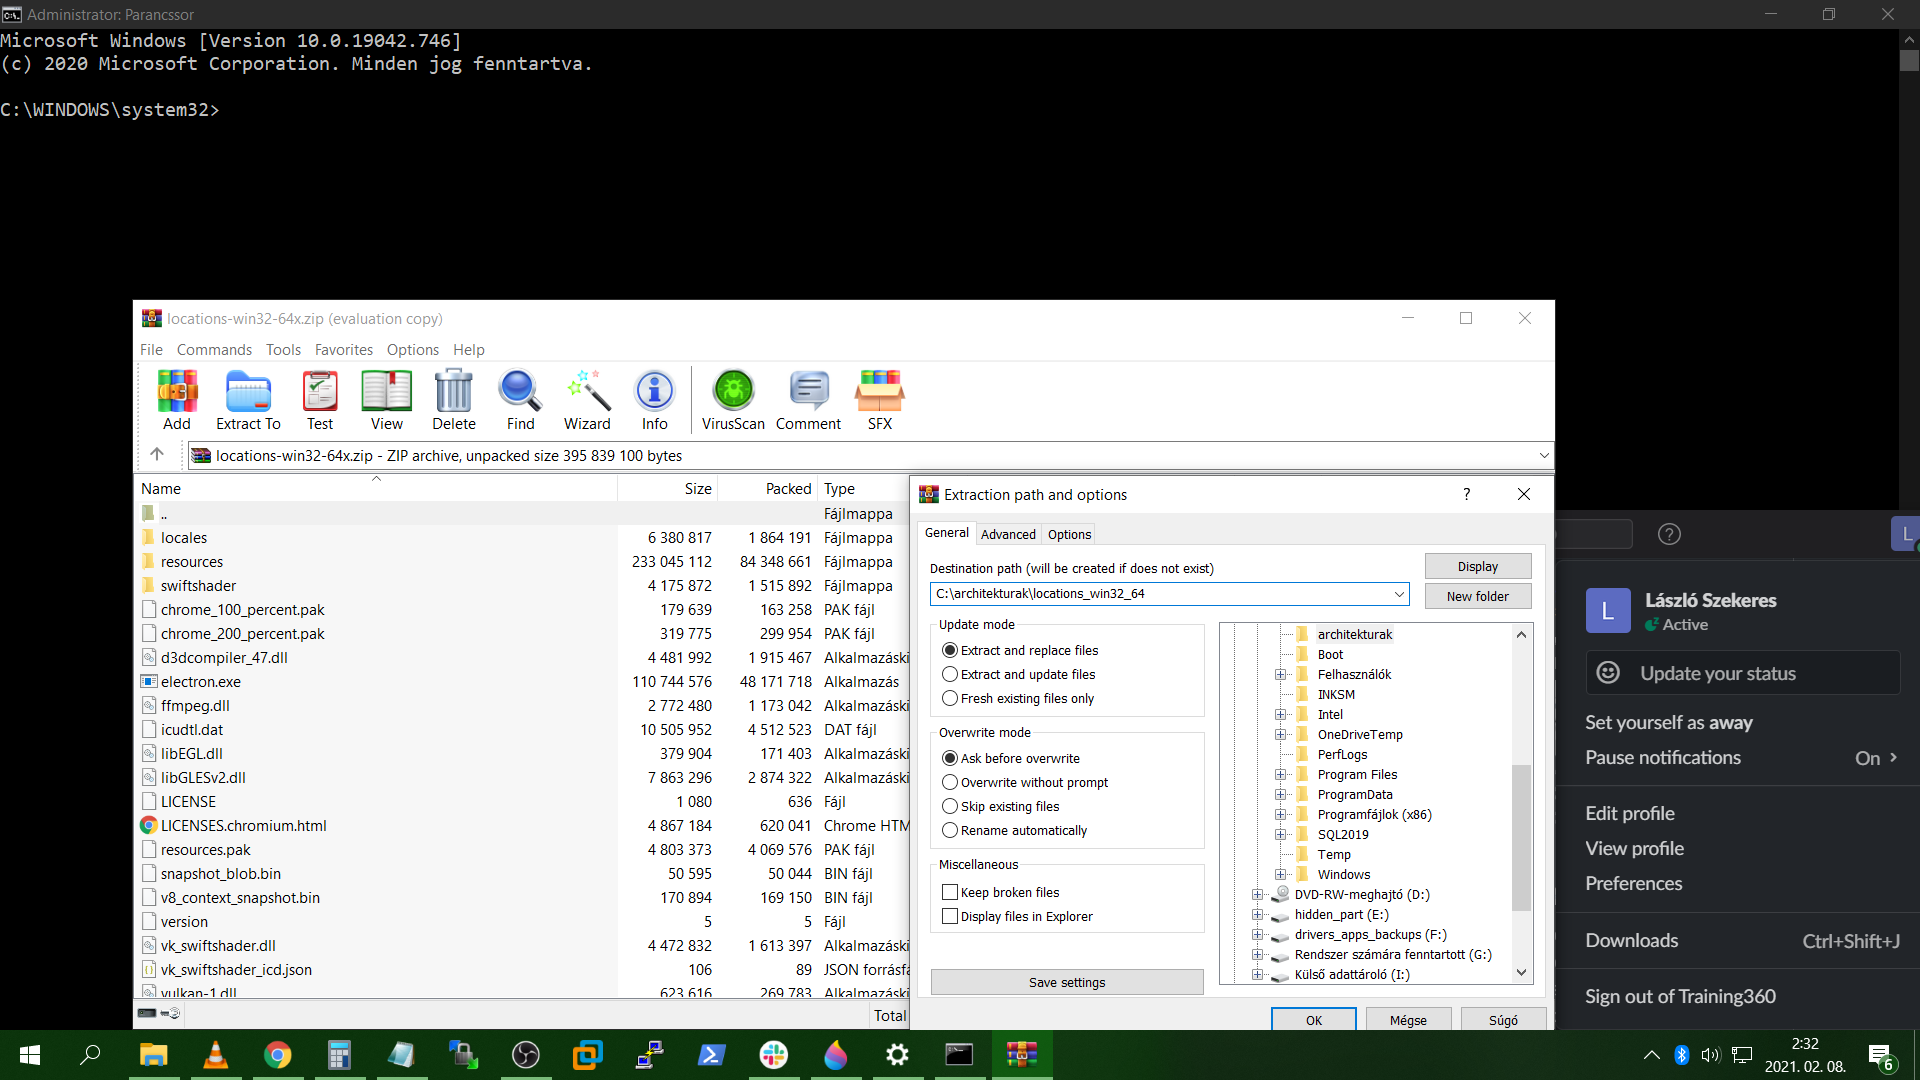 Administrator: Parancssor
Microsoft Windows [Version 10.0.19042.746]
(c) 2020 Microsoft Corporation. Minden jog fenntartva.
C:\WINDOWS\system32>
locations-win32-64x.zip (evaluation copy)
File Commands Tools Favorites Options Help
Add Extract To Test View Delete Find Wizard Info VirusScan Comment SFX
locations-win32-64x.zip - ZIP archive, unpacked size 395 839 100 bytes
Name Size Packed Type
.. Fájlmappa
locales 6 380 817 1 864 191 Fájlmappa
resources 233 045 112 84 348 661 Fájlmappa
swiftshader 4 175 872 1 515 892 Fájlmappa
chrome_100_percent.pak 179 639 163 258 PAK fájl
chrome_200_percent.pak 319 775 299 954 PAK fájl
d3dcompiler_47.dll 4 481 992 1 915 467 Alkalmazáski
electron.exe 110 744 576 48 171 718 Alkalmazás
ffmpeg.dll 2 772 480 1 173 042 Alkalmazáski
icudtl.dat 10 505 952 4 512 523 DAT fájl
libEGL.dll 379 904 171 403 Alkalmazáski
libGLESv2.dll 7 863 296 2 874 322 Alkalmazáski
LICENSE 1 080 636 Fájl
LICENSES.chromium.html 4 867 184 620 041 Chrome HTM
resources.pak 4 803 373 4 069 576 PAK fájl
snapshot_blob.bin 50 595 50 044 BIN fájl
v8_context_snapshot.bin 170 894 169 150 BIN fájl
version 5 5 Fájl
vk_swiftshader.dll 4 472 832 1 613 397 Alkalmazáski
vk_swiftshader_icd.json 106 89 JSON forrásfá
vulkan-1.dll 623 616 269 783 Alkalmazáski
Total
Extraction path and options ?
General Advanced Options
Destination path (will be created if does not exist)
C:\architekturak\locations_win32_64
Display
New folder
Update mode
Extract and replace files
Extract and update files
Fresh existing files only
Overwrite mode
Ask before overwrite
Overwrite without prompt
Skip existing files
Rename automatically
Miscellaneous
Keep broken files
Display files in Explorer
Save settings
architekturak
Boot
Felhasználók
INKSM
Intel
OneDriveTemp
PerfLogs
Program Files
ProgramData
Programfájlok (x86)
SQL2019
Temp
Windows
DVD-RW-meghajtó (D:)
hidden_part (E:)
drivers_apps_backups (F:)
Rendszer számára fenntartott (G:)
Külső adattároló (I:)
OK Mégse Súgó
? L
L
László Szekeres
Active
Update your status
Set yourself as away
Pause notifications On
Edit profile
View profile
Preferences
Downloads Ctrl+Shift+J
Sign out of Training360
2:32
2021. 02. 08.
6